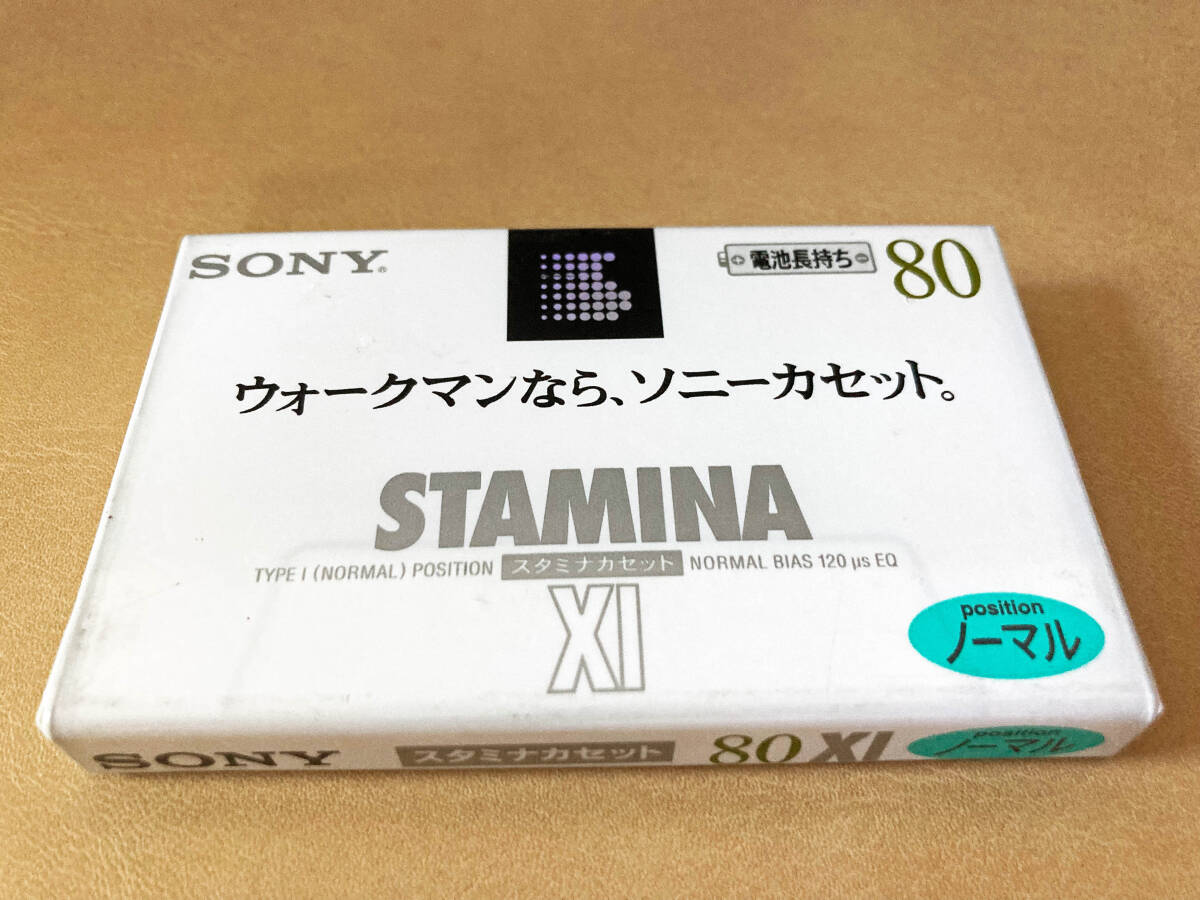 SONY®
電池長持ち 80
ウォークマンなら、ソニーカセット。
STAMINA
TYPE I (NORMAL) POSITION スタミナカセット NORMAL BIAS 120 μs EQ
XI
position
ノーマル
SONY スタミナカセット 80 XI
position
ノーマル